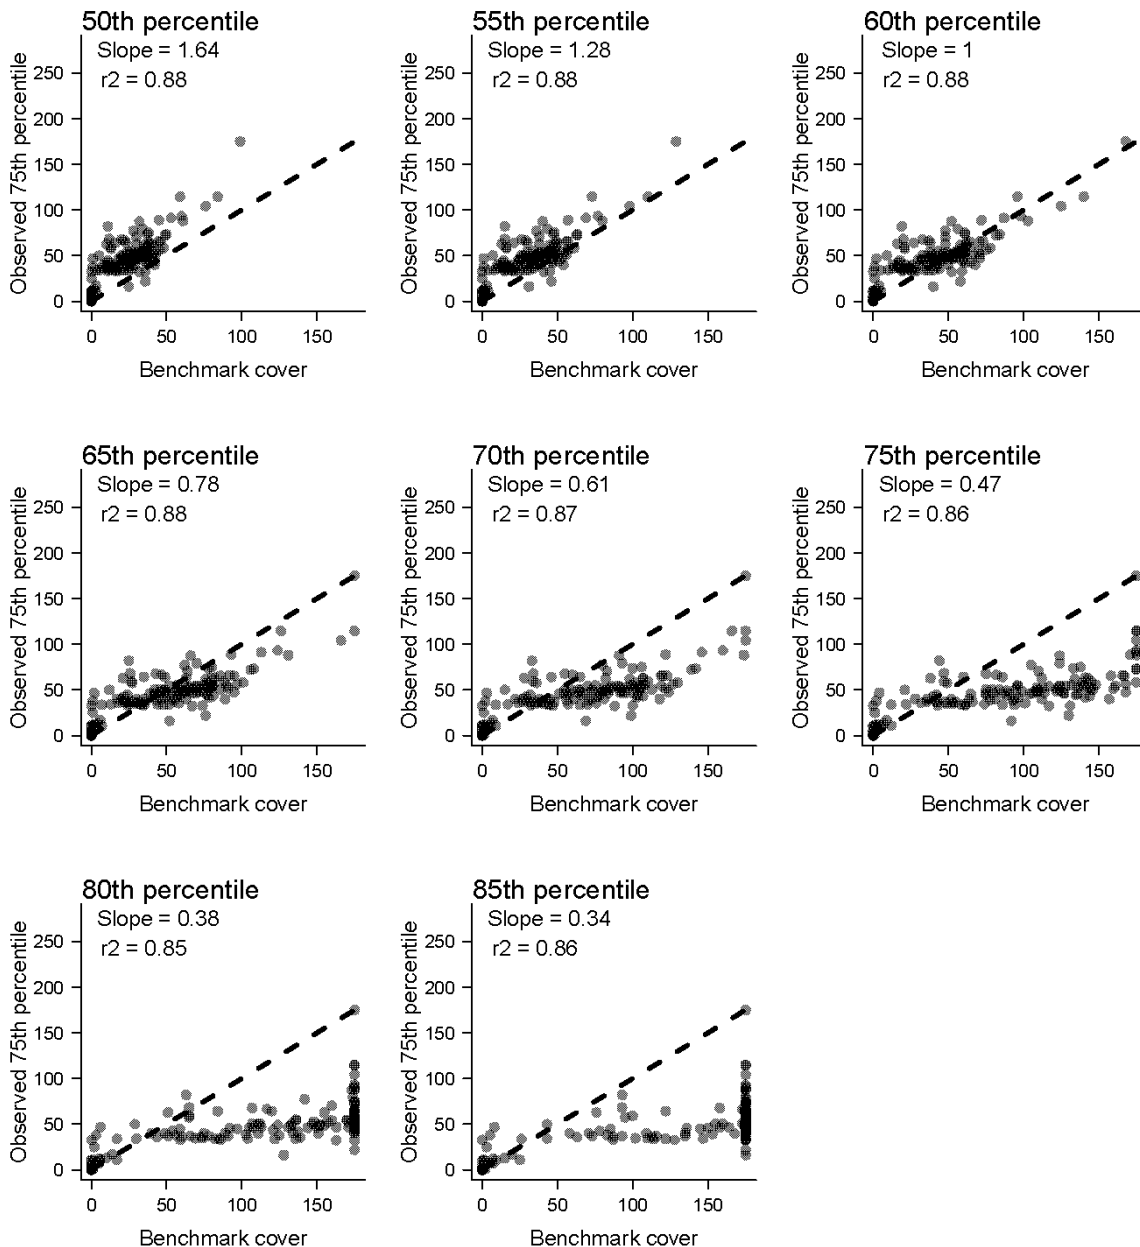 50th percentile
Slope = 1.64
r2 = 0.88
250
200
150
100
50
0
Observed 75th percentile
0 50 100 150
Benchmark cover
55th percentile
Slope = 1.28
r2 = 0.88
250
200
150
100
50
0
Observed 75th percentile
0 50 100 150
Benchmark cover
60th percentile
Slope = 1
r2 = 0.88
250
200
150
100
50
0
Observed 75th percentile
0 50 100 150
Benchmark cover
65th percentile
Slope = 0.78
r2 = 0.88
250
200
150
100
50
0
Observed 75th percentile
0 50 100 150
Benchmark cover
70th percentile
Slope = 0.61
r2 = 0.87
250
200
150
100
50
0
Observed 75th percentile
0 50 100 150
Benchmark cover
75th percentile
Slope = 0.47
r2 = 0.86
250
200
150
100
50
0
Observed 75th percentile
0 50 100 150
Benchmark cover
80th percentile
Slope = 0.38
r2 = 0.85
250
200
150
100
50
0
Observed 75th percentile
0 50 100 150
Benchmark cover
85th percentile
Slope = 0.34
r2 = 0.86
250
200
150
100
50
0
Observed 75th percentile
0 50 100 150
Benchmark cover